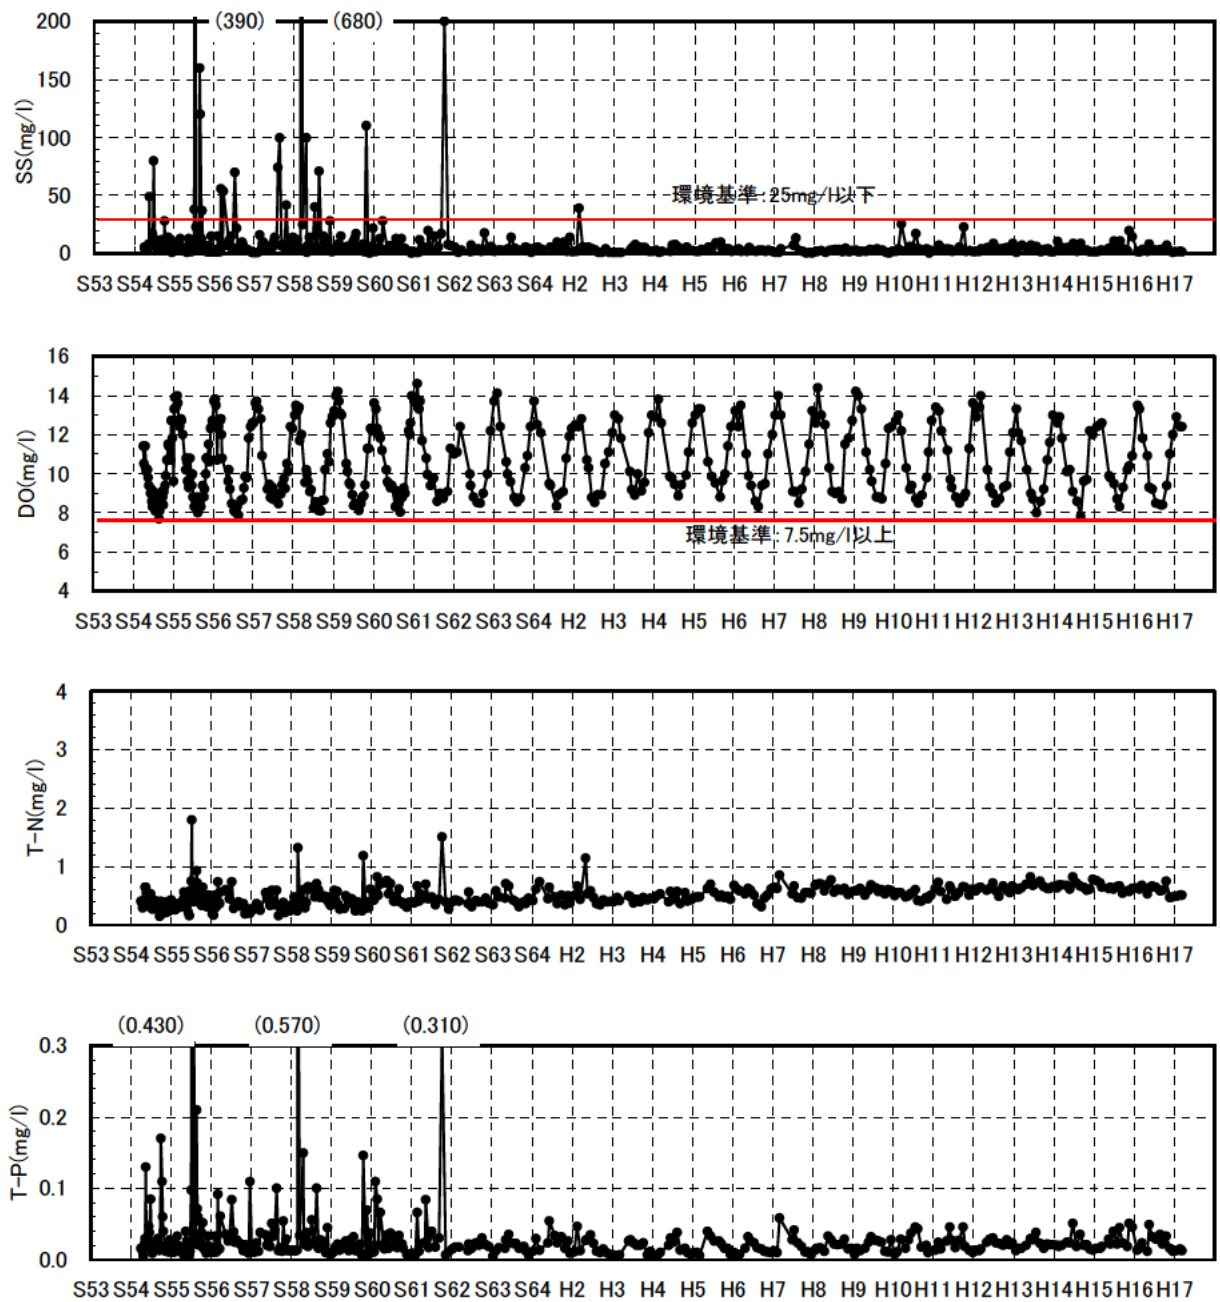 (390) (680)
200
150
100
50
0
SS(mg/l)
環境基準:25mg/l以下
S53 S54 S55 S56 S57 S58 S59 S60 S61 S62 S63 S64 H2 H3 H4 H5 H6 H7 H8 H9 H10 H11 H12 H13 H14 H15 H16 H17
16
14
12
10
8
6
4
DO(mg/l)
環境基準:7.5mg/l以上
S53 S54 S55 S56 S57 S58 S59 S60 S61 S62 S63 S64 H2 H3 H4 H5 H6 H7 H8 H9 H10 H11 H12 H13 H14 H15 H16 H17
4
3
2
1
0
T-N(mg/l)
S53 S54 S55 S56 S57 S58 S59 S60 S61 S62 S63 S64 H2 H3 H4 H5 H6 H7 H8 H9 H10 H11 H12 H13 H14 H15 H16 H17
(0.430) (0.570) (0.310)
0.3
0.2
0.1
0.0
T-P(mg/l)
S53 S54 S55 S56 S57 S58 S59 S60 S61 S62 S63 S64 H2 H3 H4 H5 H6 H7 H8 H9 H10 H11 H12 H13 H14 H15 H16 H17